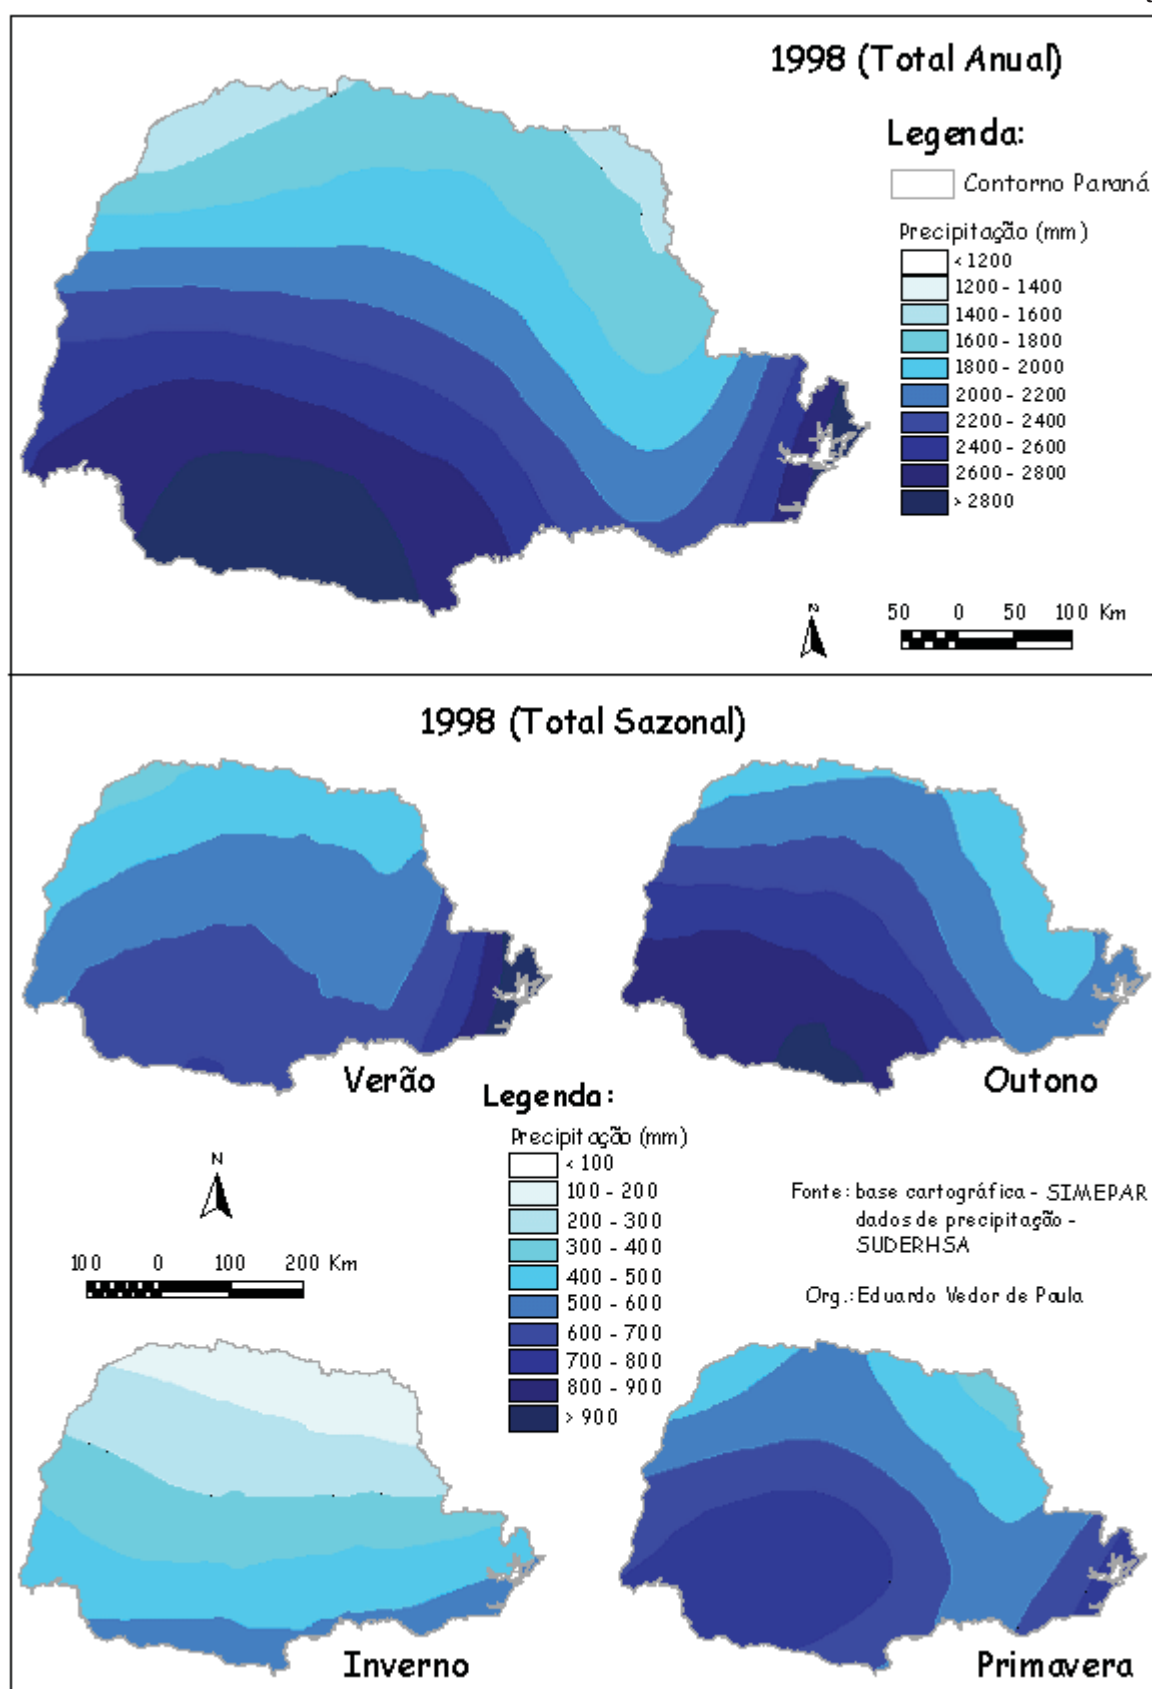 1998 (Total Anual)
Legenda:
Contorno Paraná
Precipitação (mm)
< 1200
1200 - 1400
1400 - 1600
1600 - 1800
1800 - 2000
2000 - 2200
2200 - 2400
2400 - 2600
2600 - 2800
> 2800
N
50 0 50 100 Km
1998 (Total Sazonal)
Verão
Outono
Legenda:
Precipitação (mm)
< 100
100 - 200
200 - 300
300 - 400
400 - 500
500 - 600
600 - 700
700 - 800
800 - 900
> 900
N
100 0 100 200 Km
Fonte: base cartográfica - SIMEPAR
dados de precipitação -
SUDERHSA
Org.: Eduardo Vedor de Paula
Inverno
Primavera